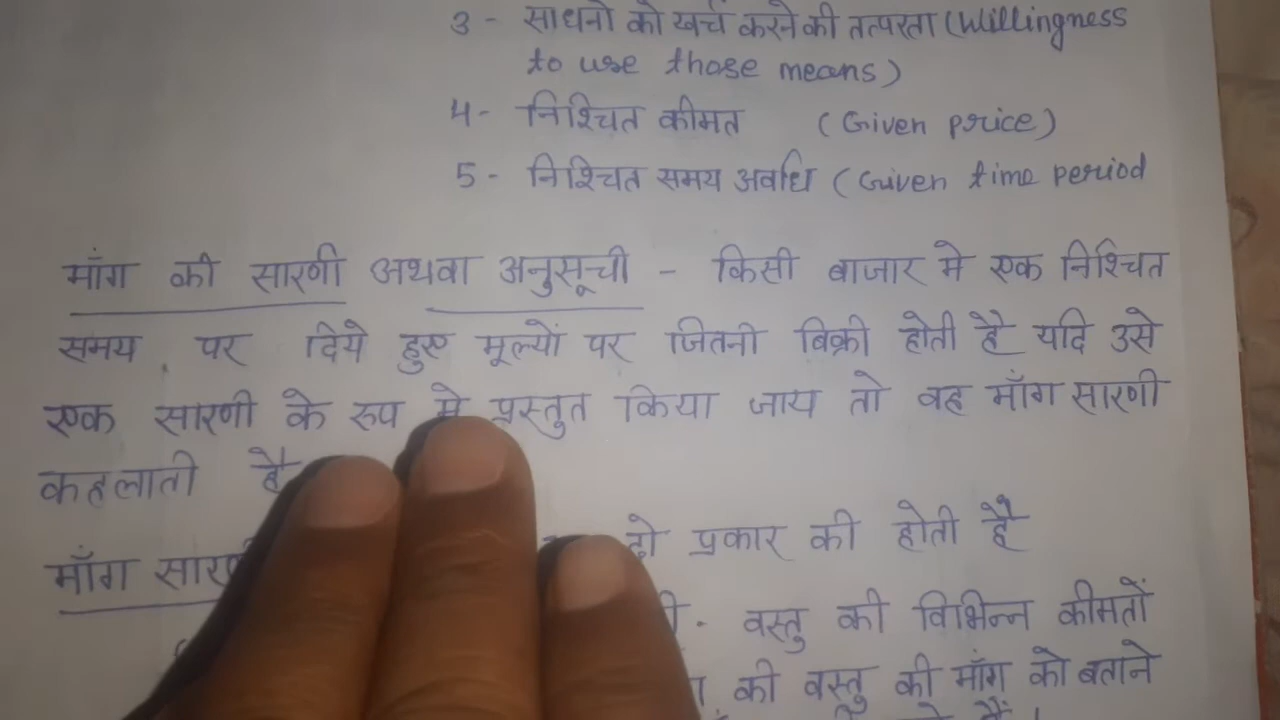 3 - साधनो को खर्च करने की तत्परता (Willingness
to use those means)
4 - निश्चित कीमत (Given price)
5 - निश्चित समय अवधि (Given time period
माँग की सारणी अथवा अनुसूची - किसी बाजार मे एक निश्चित
समय पर दिये हुए मूल्यों पर जितनी बिक्री होती है यदि उसे
एक सारणी के रुप मे प्रस्तुत किया जाय तो वह माँग सारणी
कहलाती है
माँग दो प्रकार की होती है
- वस्तु की विभिन्न कीमतों
की वस्तु की माँग को बताने